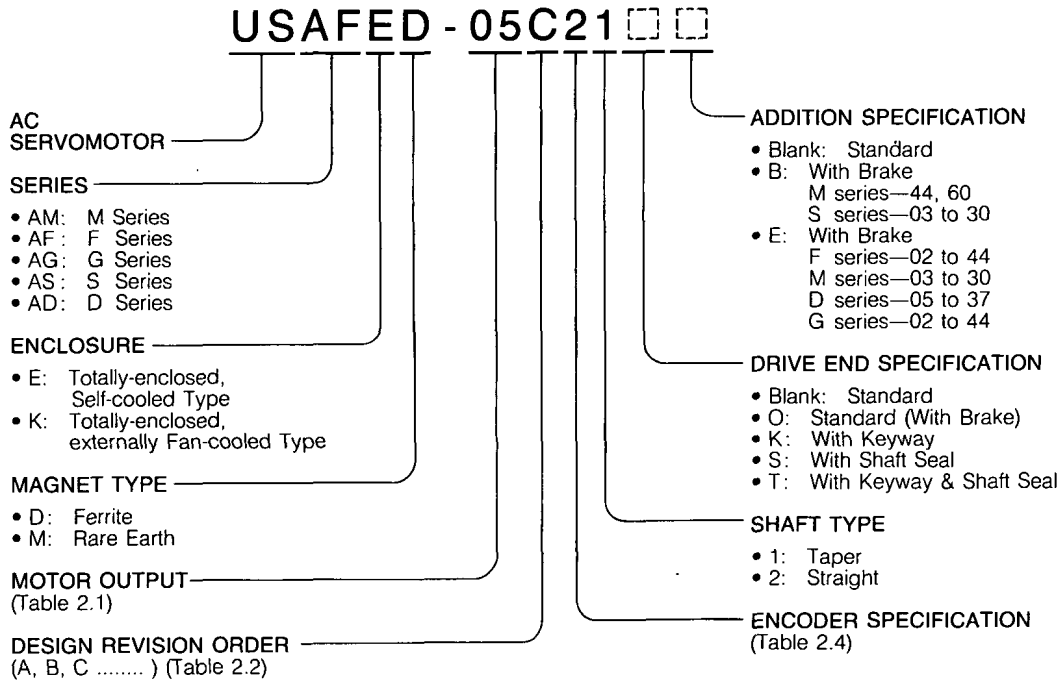 USAFED - 05C21
AC
SERVOMOTOR
SERIES
• AM: M Series
• AF: F Series
• AG: G Series
• AS: S Series
• AD: D Series
ENCLOSURE
• E: Totally-enclosed,
Self-cooled Type
• K: Totally-enclosed,
externally Fan-cooled Type
MAGNET TYPE
• D: Ferrite
• M: Rare Earth
MOTOR OUTPUT
(Table 2.1)
DESIGN REVISION ORDER
(A, B, C ........ ) (Table 2.2)
ADDITION SPECIFICATION
• Blank: Standard
• B: With Brake
M series—44, 60
S series—03 to 30
• E: With Brake
F series—02 to 44
M series—03 to 30
D series—05 to 37
G series—02 to 44
DRIVE END SPECIFICATION
• Blank: Standard
• O: Standard (With Brake)
• K: With Keyway
• S: With Shaft Seal
• T: With Keyway & Shaft Seal
SHAFT TYPE
• 1: Taper
• 2: Straight
ENCODER SPECIFICATION
(Table 2.4)